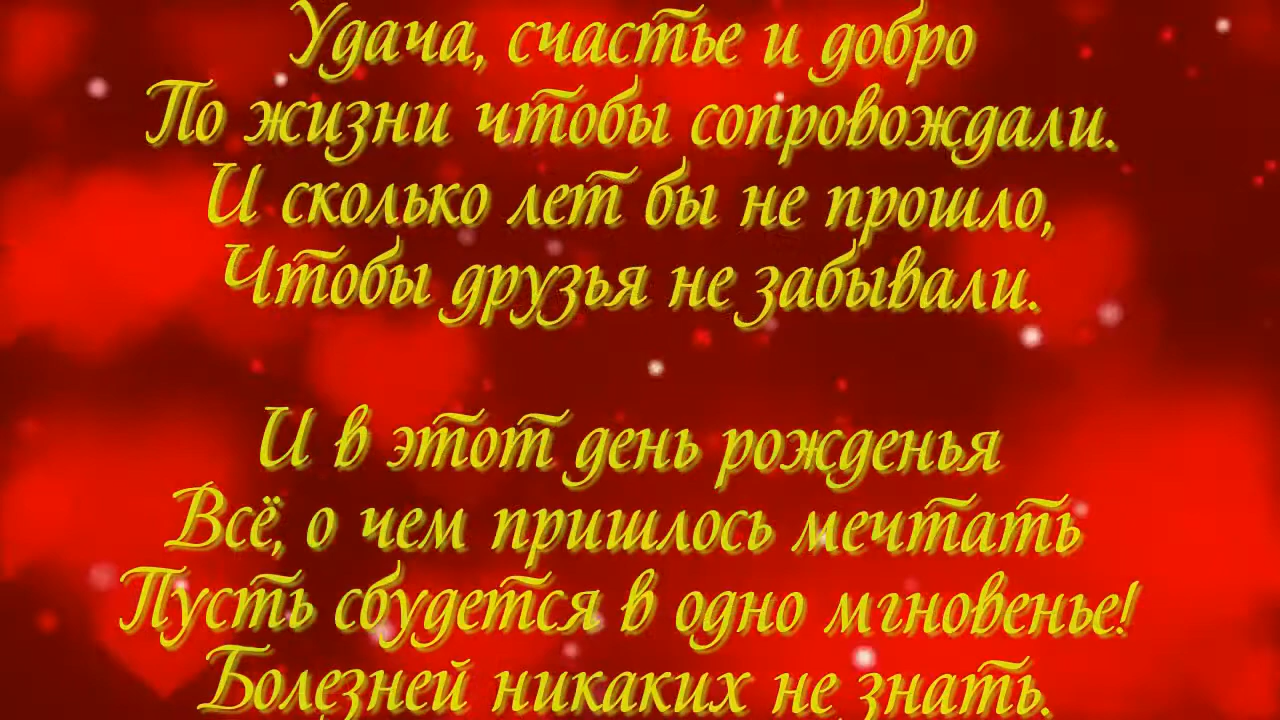 Удача, счастье и добро
По жизни чтобы сопровождали.
И сколько лет бы не прошло,
Чтобы друзья не забывали.
И в этот день рожденья
Всё, о чем пришлось мечтать
Пусть сбудется в одно мгновенье!
Болезней никаких не знать.